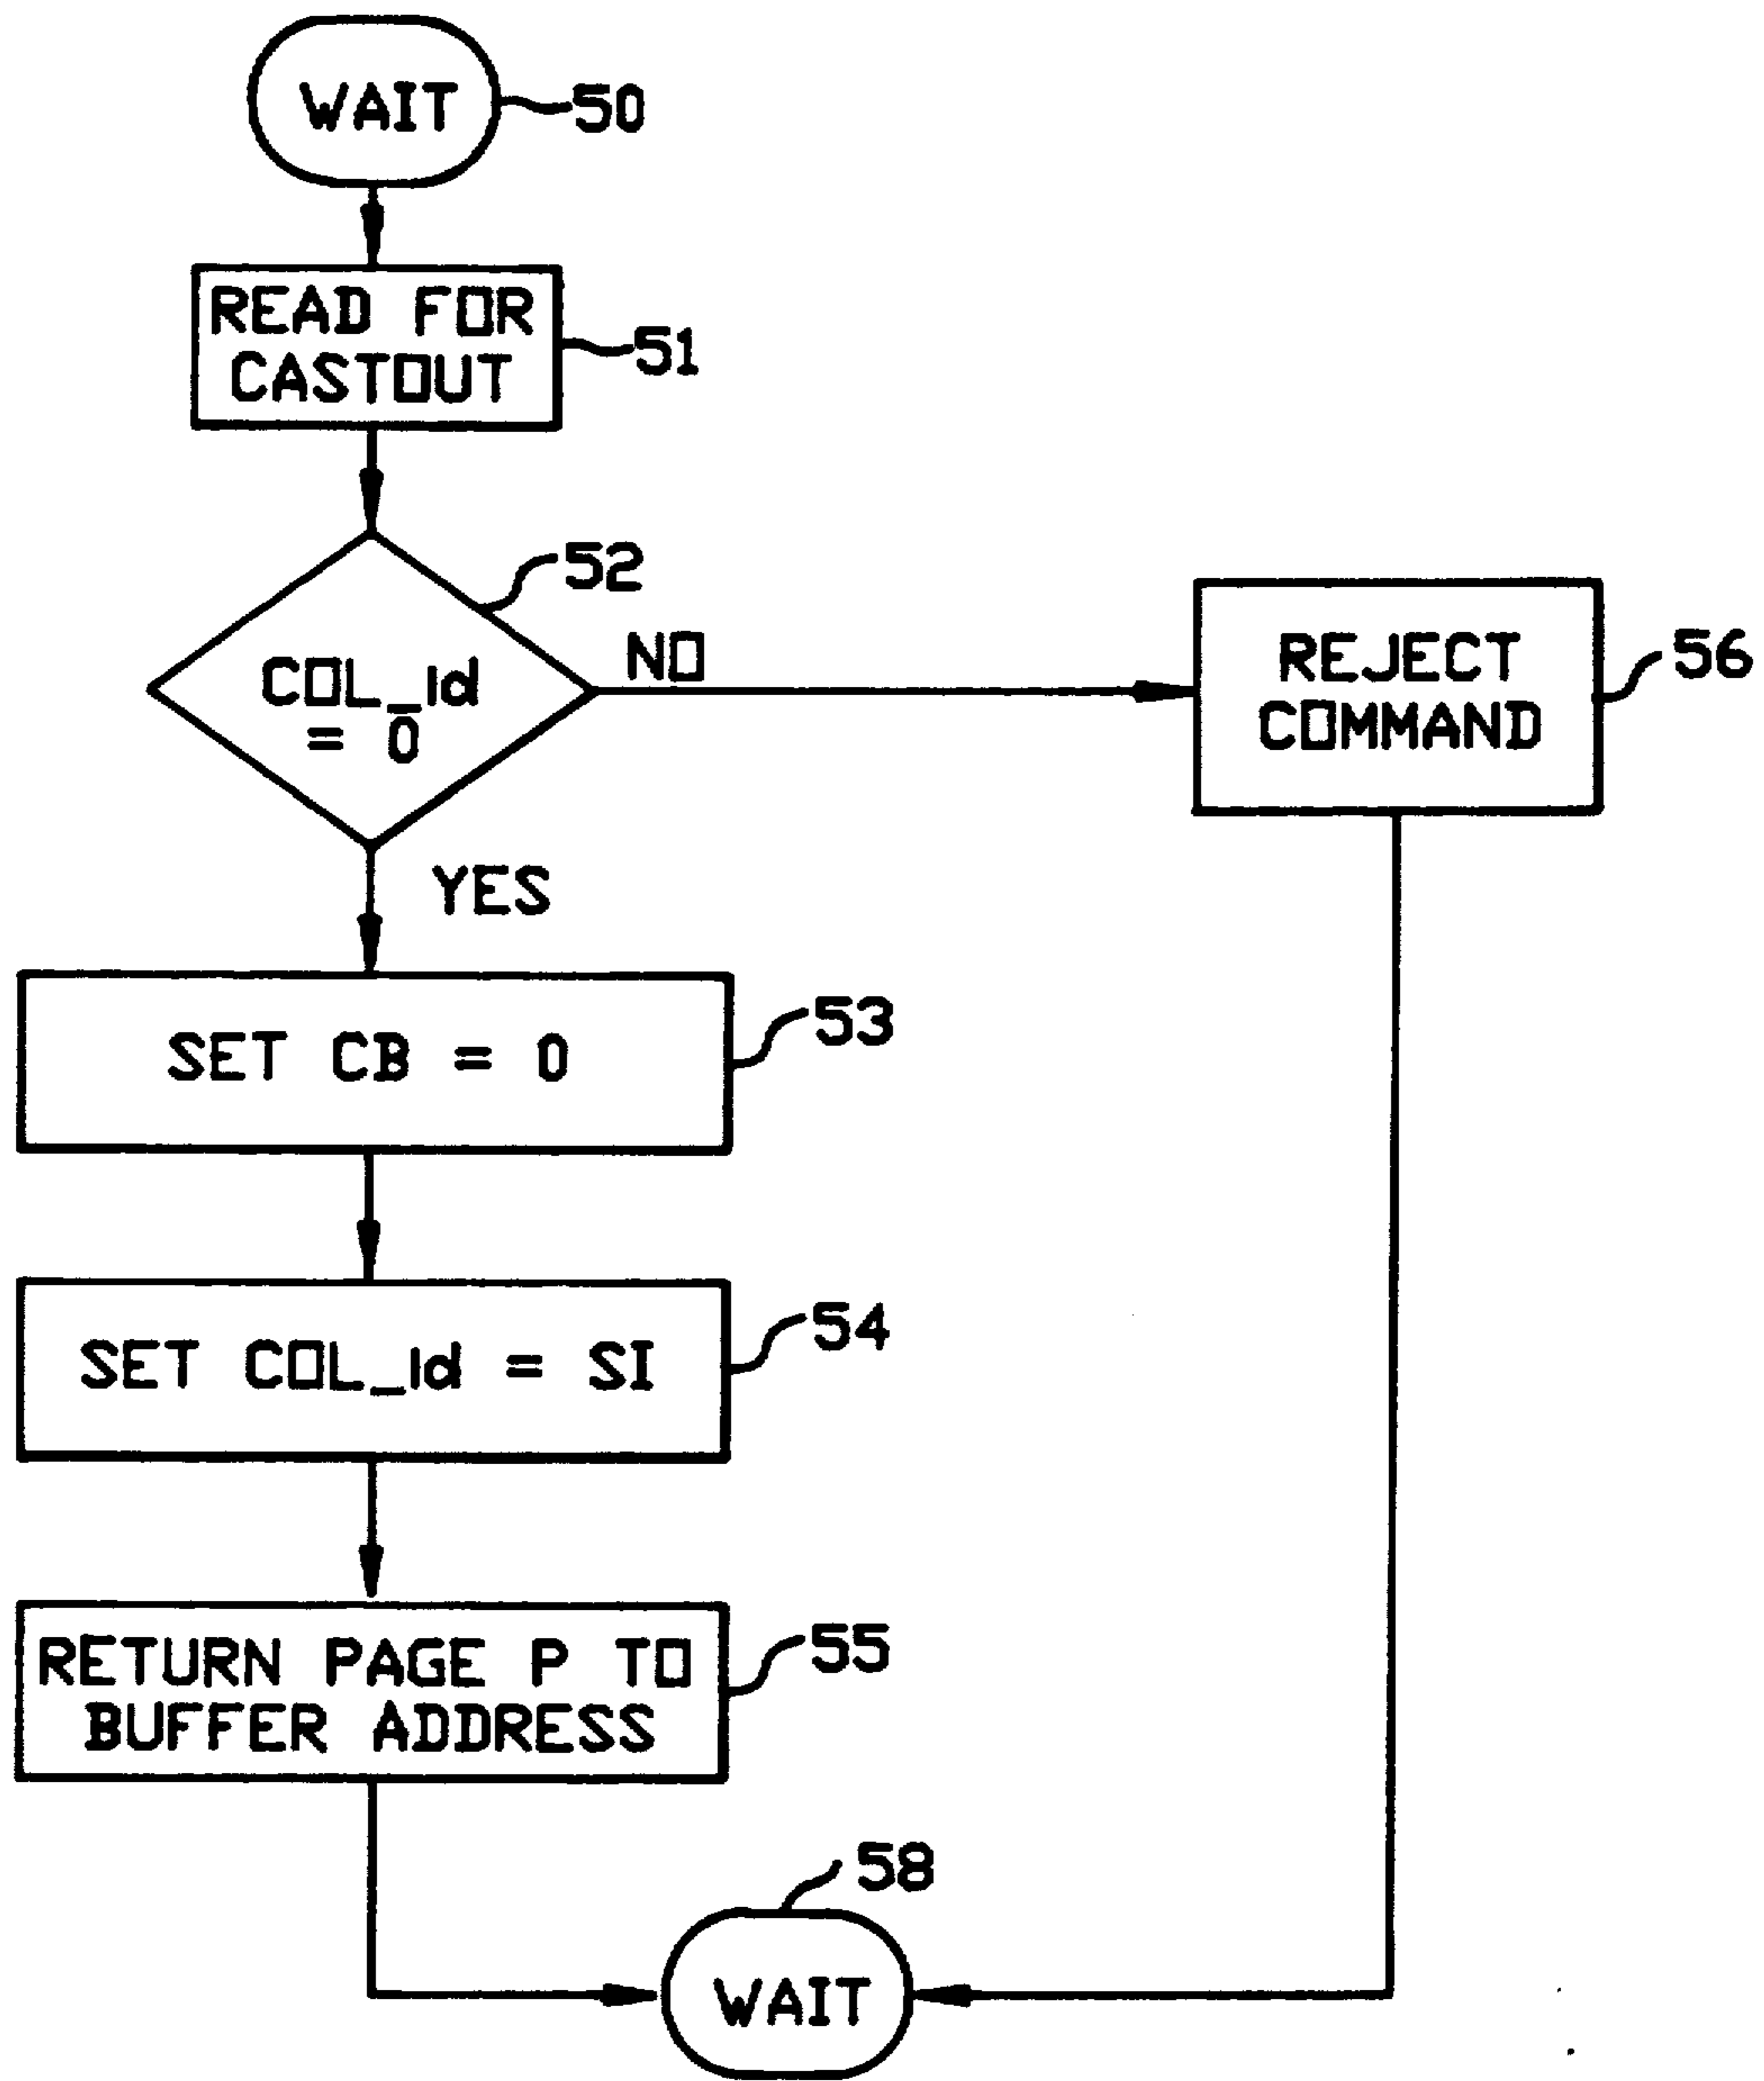 WAIT
50
READ FOR
CASTOUT
51
52
COL_id
= 0
NO
REJECT
COMMAND
56
YES
SET CB = 0
53
SET COL_id = SI
54
RETURN PAGE P TO
BUFFER ADDRESS
55
58
WAIT